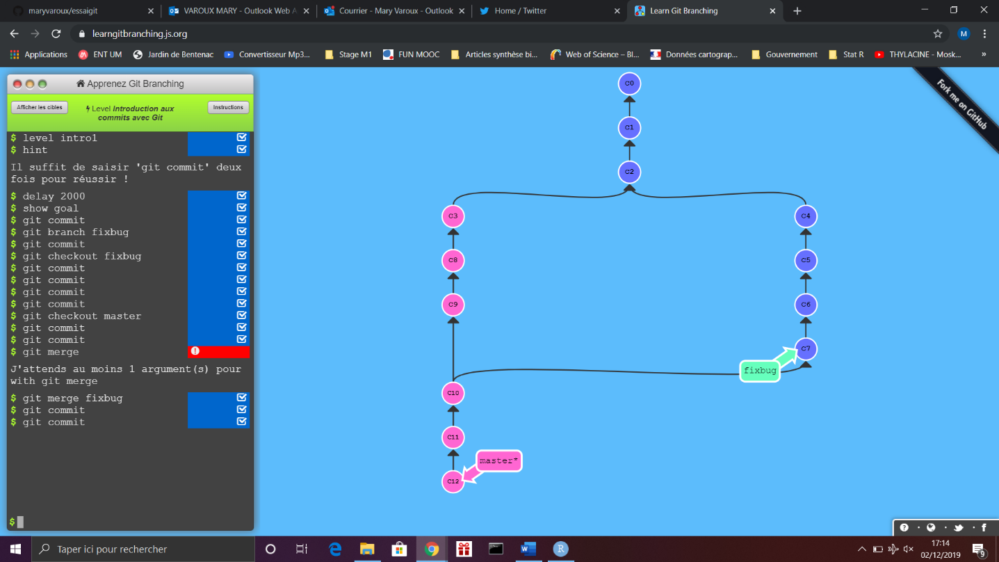 maryvaroux/essaigit
VAROUX MARY - Outlook Web A
Courrier - Mary Varoux - Outlook
Home / Twitter
Learn Git Branching
learngitbranching.js.org
M
Applications
ENT UM
Jardin de Bentenac
Convertisseur Mp3...
Stage M1
FUN MOOC
Articles synthèse bi...
Web of Science – Bl...
Données cartograp...
Gouvernement
Stat R
THYLACINE - Mosk...
»
Apprenez Git Branching
Afficher les cibles
Level Introduction aux
commits avec Git
Instructions
$ level intro1
$ hint
Il suffit de saisir 'git commit' deux
fois pour réussir !
$ delay 2000
$ show goal
$ git commit
$ git branch fixbug
$ git commit
$ git checkout fixbug
$ git commit
$ git commit
$ git commit
$ git commit
$ git checkout master
$ git commit
$ git commit
$ git merge
J'attends au moins 1 argument(s) pour
with git merge
$ git merge fixbug
$ git commit
$ git commit
$
C0
C1
C2
C3
C4
C8
C5
C9
C6
C7
fixbug
C10
C11
master*
C12
Fork me on GitHub
Taper ici pour rechercher
17:14
02/12/2019
9